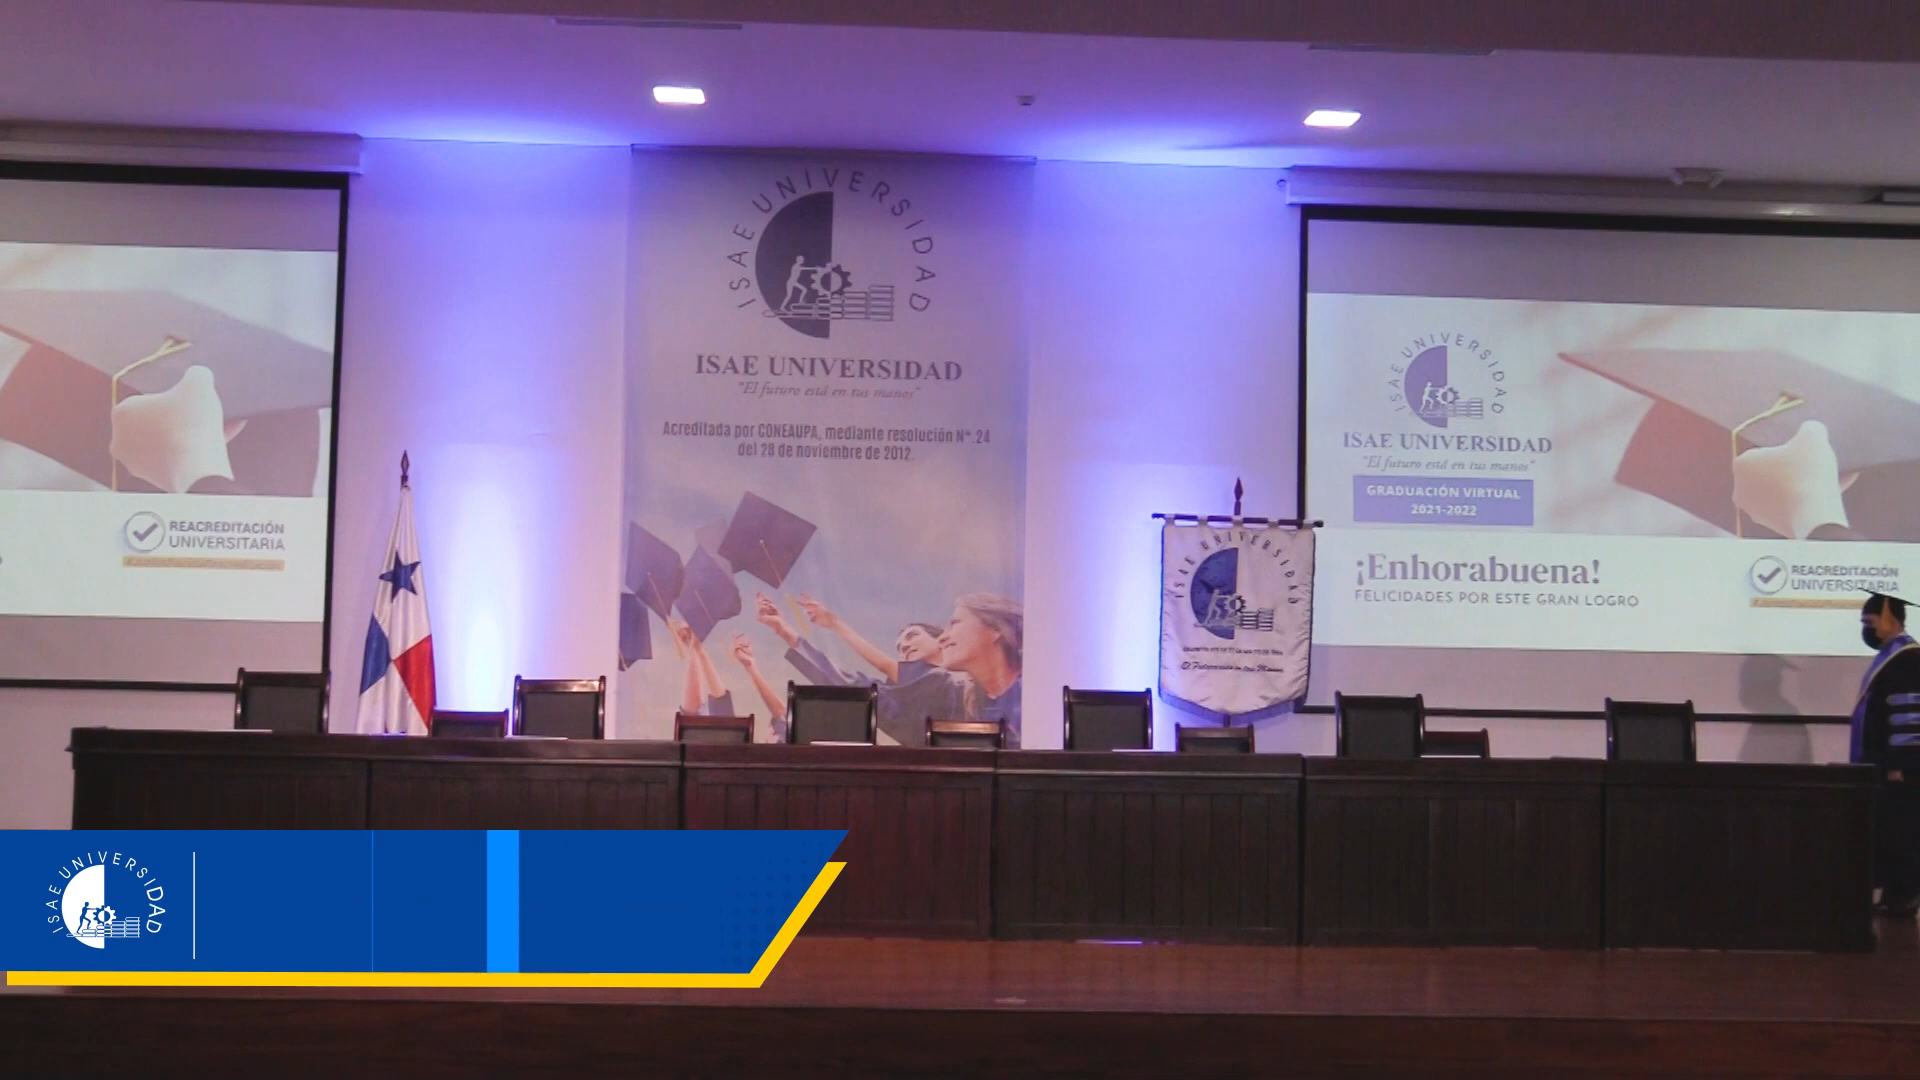 ISAE UNIVERSIDAD
ISAE UNIVERSIDAD
"El futuro está en tus manos"
Acreditada por CONEAUPA, mediante resolución Nº.24
del 28 de noviembre de 2012.
REACREDITACIÓN
UNIVERSITARIA
ISAE UNIVERSIDAD
ISAE UNIVERSIDAD
"El futuro está en tus manos"
GRADUACIÓN VIRTUAL
2021-2022
¡Enhorabuena!
FELICIDADES POR ESTE GRAN LOGRO
REACREDITACIÓN
UNIVERSITARIA
ISAE UNIVERSIDAD
ISAE UNIVERSIDAD